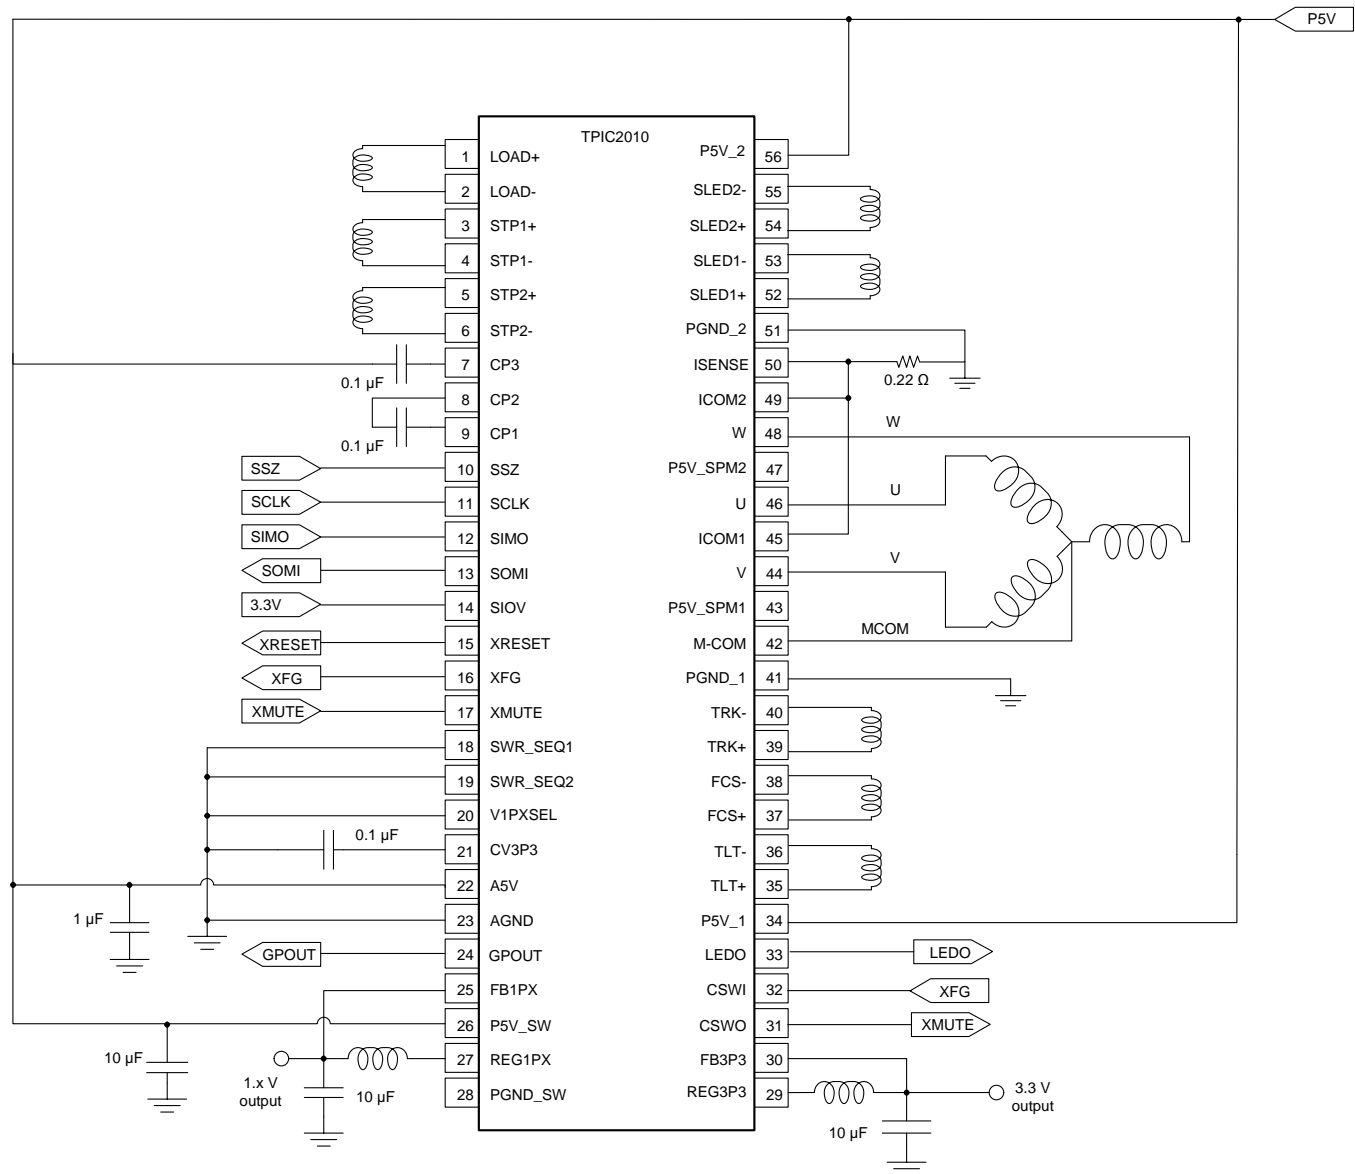 P5V
TPIC2010
1 LOAD+
2 LOAD-
3 STP1+
4 STP1-
5 STP2+
6 STP2-
0.1 µF
7 CP3
8 CP2
0.1 µF
9 CP1
SSZ 10 SSZ
SCLK 11 SCLK
SIMO 12 SIMO
SOMI 13 SOMI
3.3V 14 SIOV
XRESET 15 XRESET
XFG 16 XFG
XMUTE 17 XMUTE
18 SWR_SEQ1
19 SWR_SEQ2
20 V1PXSEL
0.1 µF
21 CV3P3
22 A5V
1 µF
23 AGND
GPOUT 24 GPOUT
25 FB1PX
26 P5V_SW
10 µF
27 REG1PX
1.x V
output
10 µF
28 PGND_SW
P5V_2 56
SLED2- 55
SLED2+ 54
SLED1- 53
SLED1+ 52
PGND_2 51
ISENSE 50
0.22 Ω
ICOM2 49
W 48 W
P5V_SPM2 47
U 46 U
ICOM1 45
V 44 V
P5V_SPM1 43
M-COM 42 MCOM
PGND_1 41
TRK- 40
TRK+ 39
FCS- 38
FCS+ 37
TLT- 36
TLT+ 35
P5V_1 34
LEDO 33 LEDO
CSWI 32 XFG
CSWO 31 XMUTE
FB3P3 30
REG3P3 29
3.3 V
output
10 µF